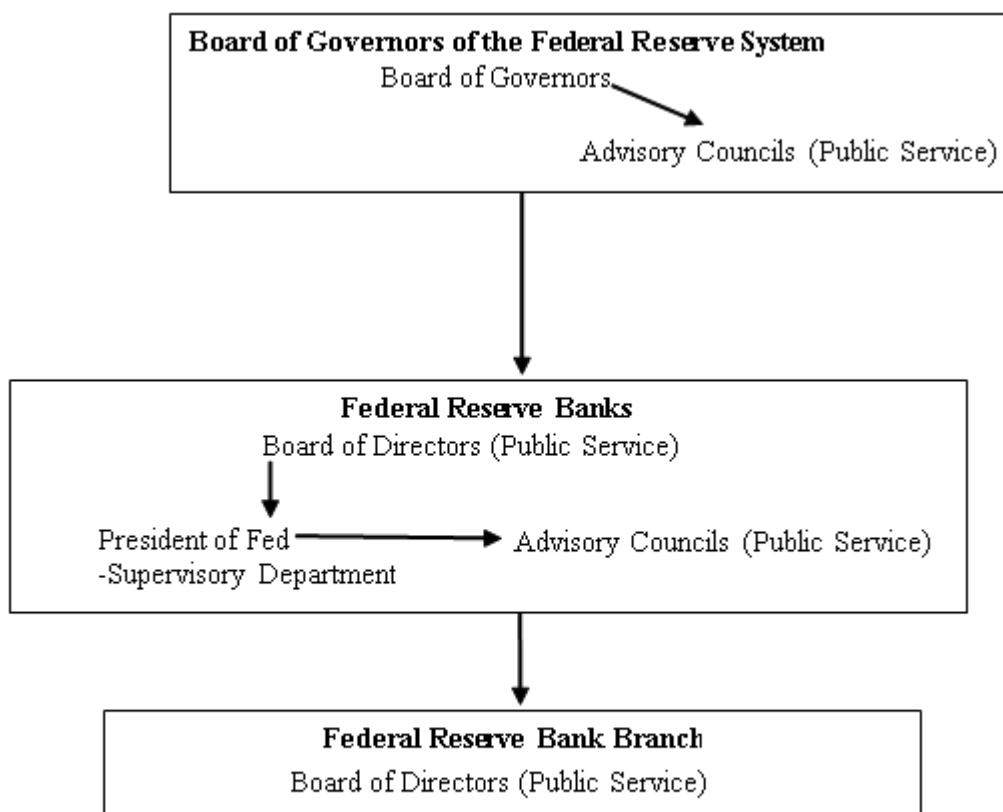 Board of Governors of the Federal Reserve System
Board of Governors
Advisory Councils (Public Service)
Federal Reserve Banks
Board of Directors (Public Service)
President of Fed
-Supervisory Department
Advisory Councils (Public Service)
Federal Reserve Bank Branch
Board of Directors (Public Service)